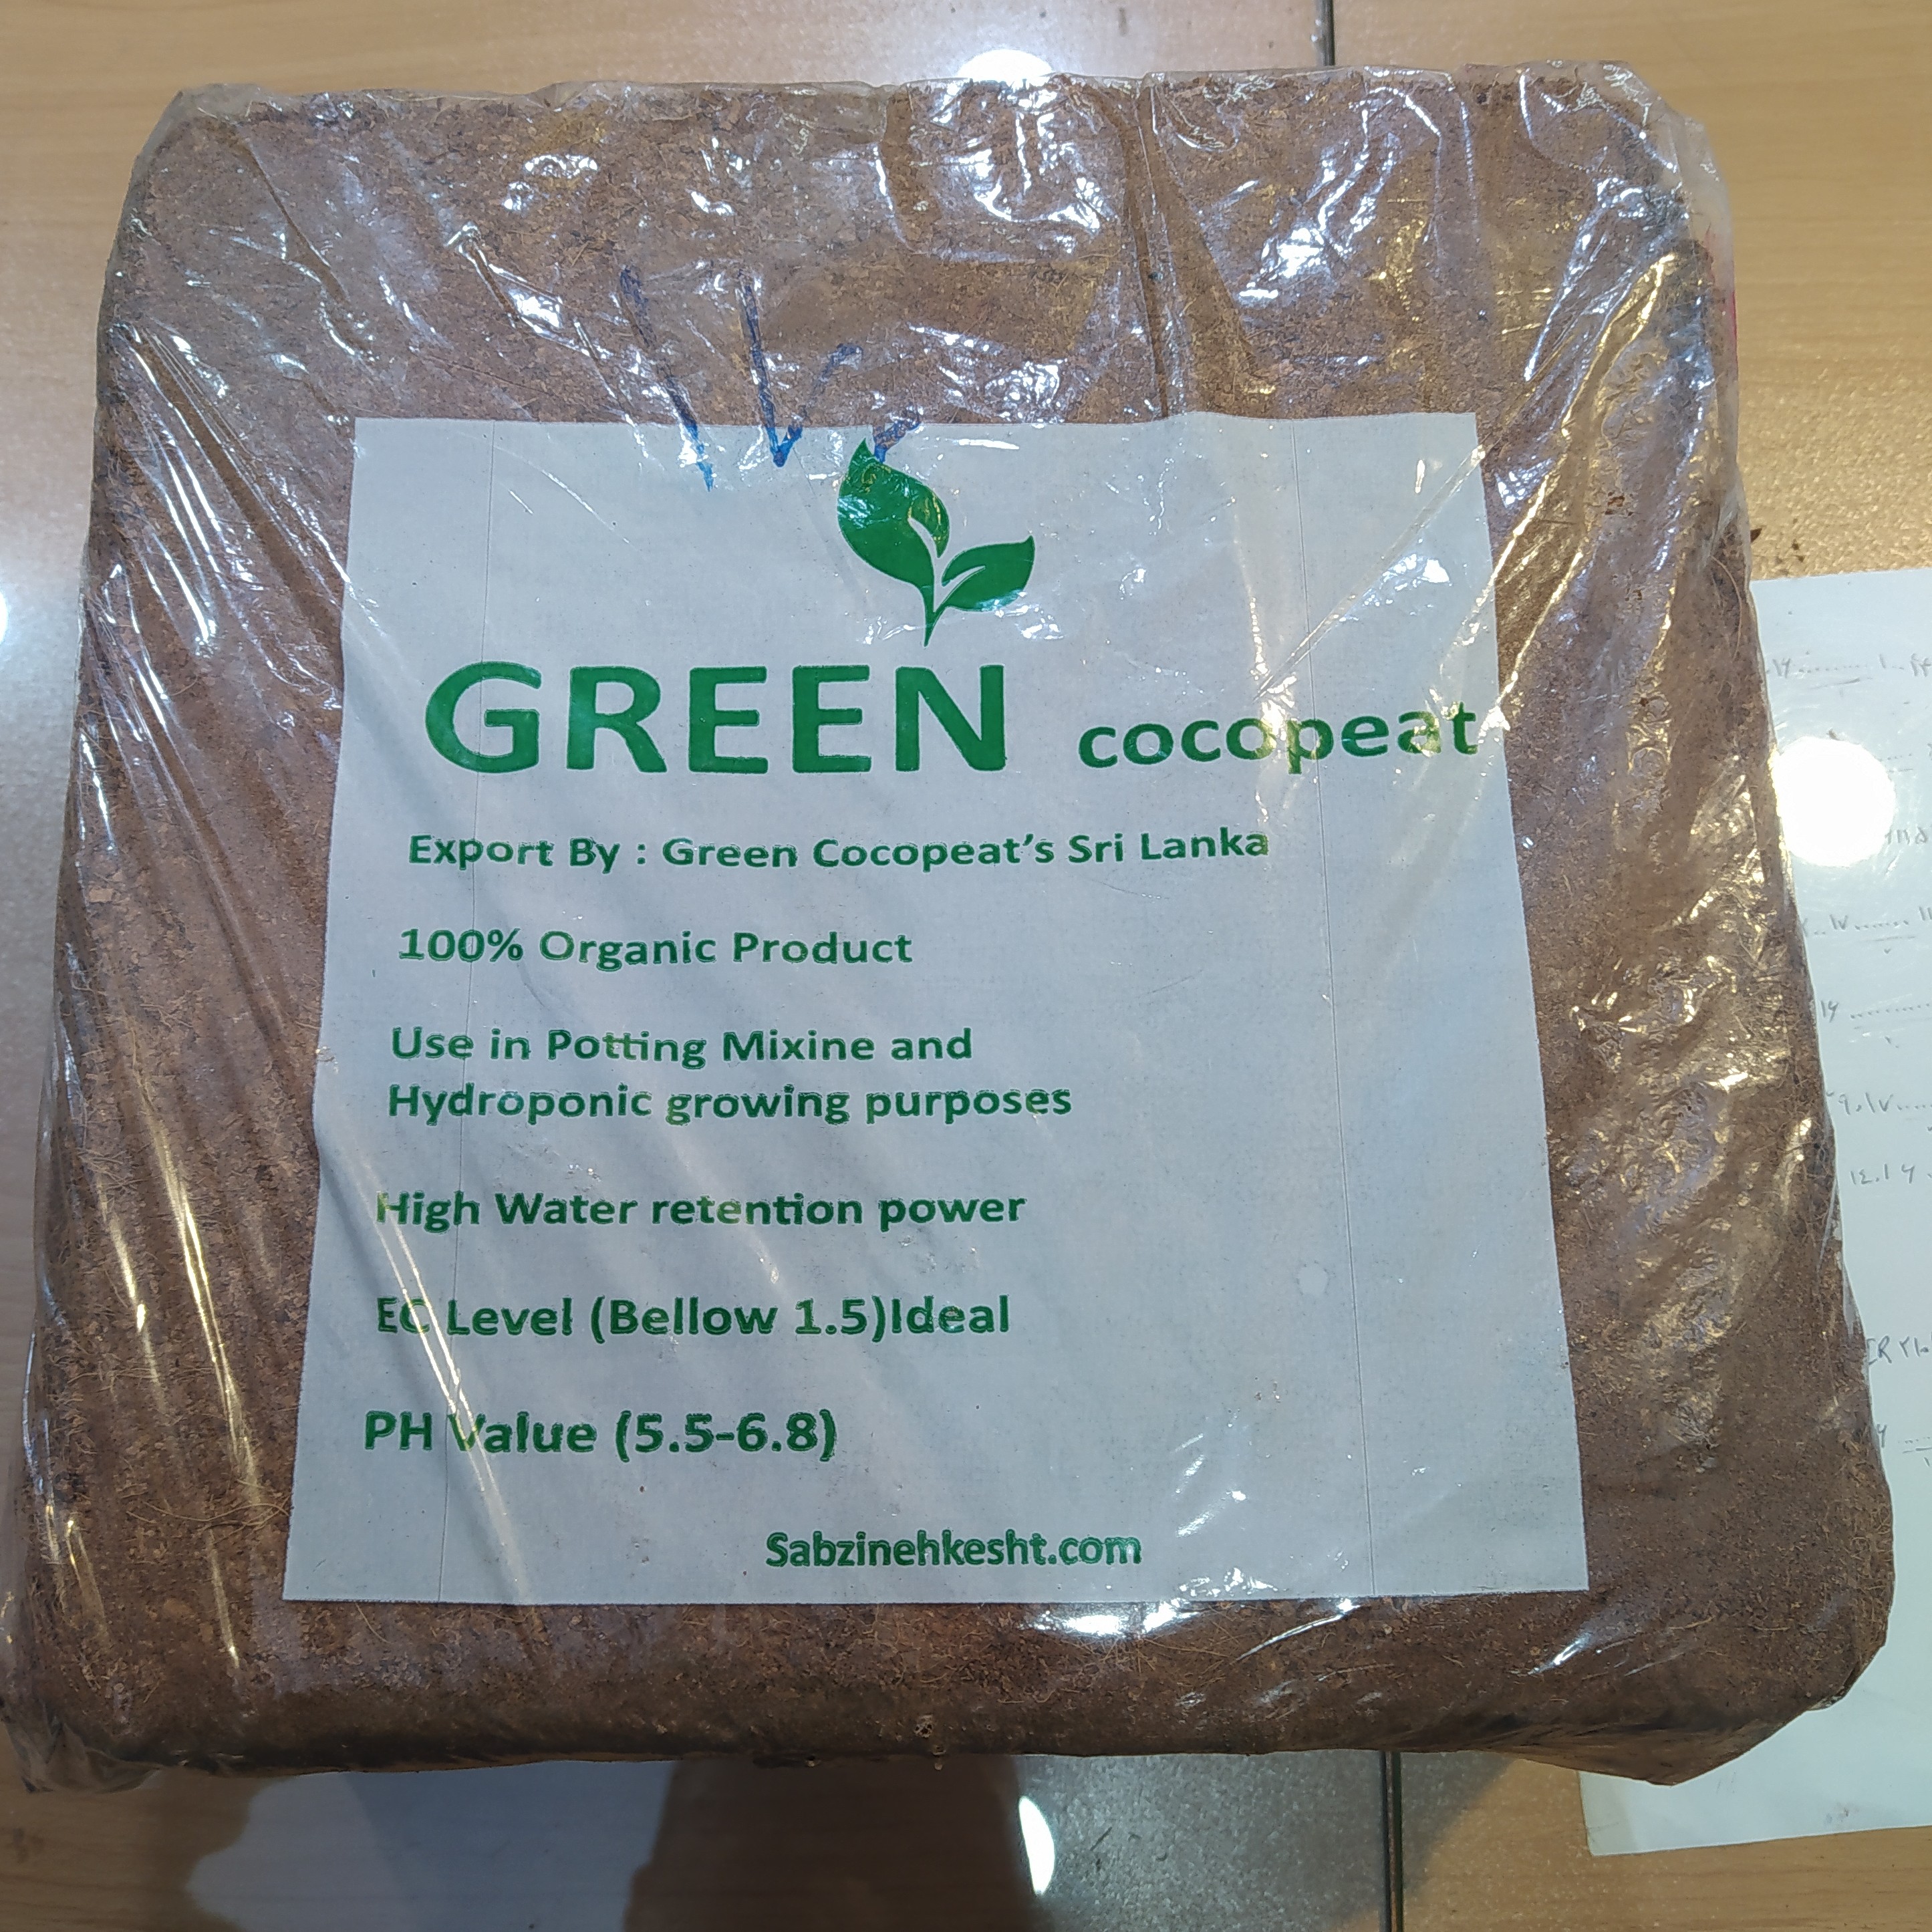 GREEN cocopeat
Export By : Green Cocopeat's Sri Lanka
100% Organic Product
Use in Potting Mixine and
Hydroponic growing purposes
High Water retention power
EC Level (Bellow 1.5)Ideal
PH Value (5.5-6.8)
Sabzinehkesht.com